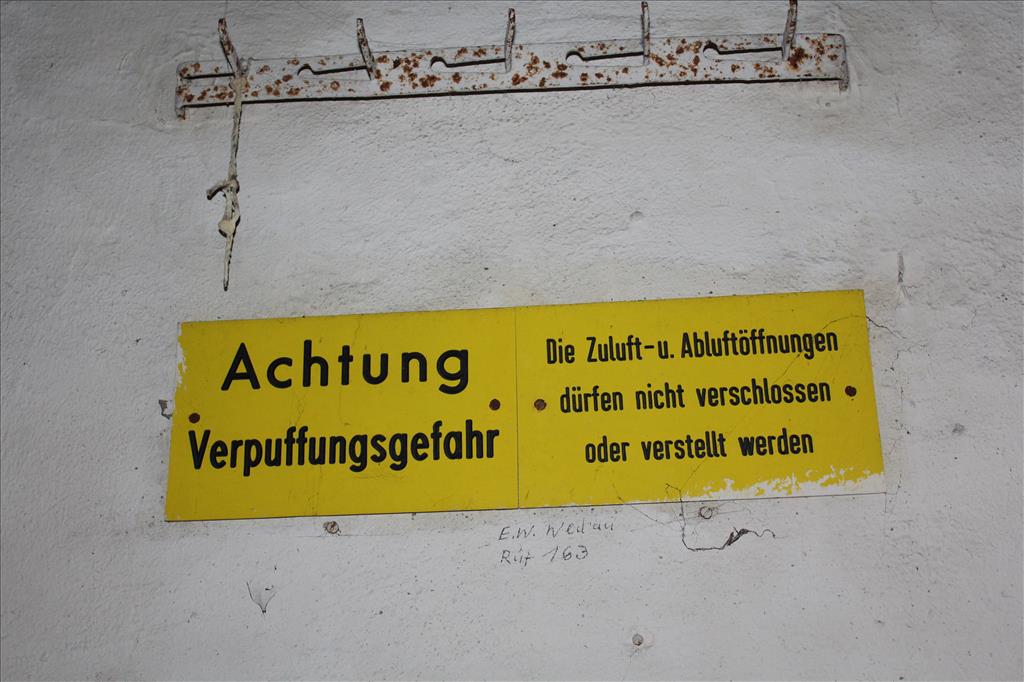 Achtung
Verpuffungsgefahr
Die Zuluft-u. Abluftöffnungen
dürfen nicht verschlossen
oder verstellt werden
E.W. Wedau
Ruf 163